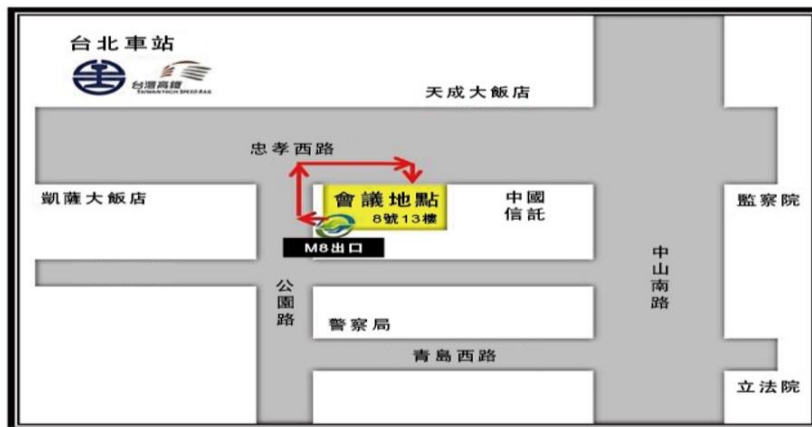 台北車站
台灣高鐵
TAIWAN HIGH SPEED RAIL
天成大飯店
忠孝西路
凱薩大飯店
會議地點
8號13樓
中國
信託
監察院
M8出口
中山南路
公園路
警察局
青島西路
立法院